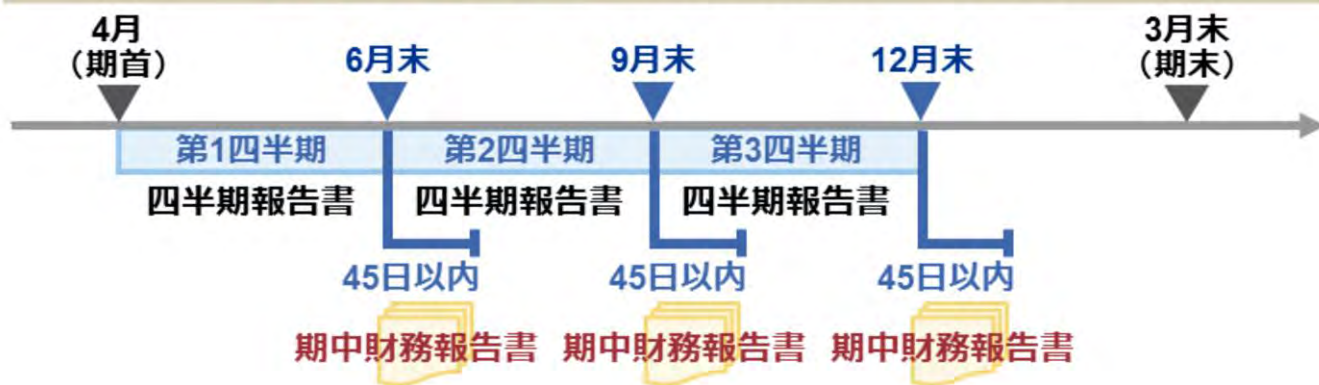 4月
（期首）
6月末
9月末
12月末
3月末
（期末）
第1四半期
第2四半期
第3四半期
四半期報告書
四半期報告書
四半期報告書
45日以内
45日以内
45日以内
期中財務報告書
期中財務報告書
期中財務報告書